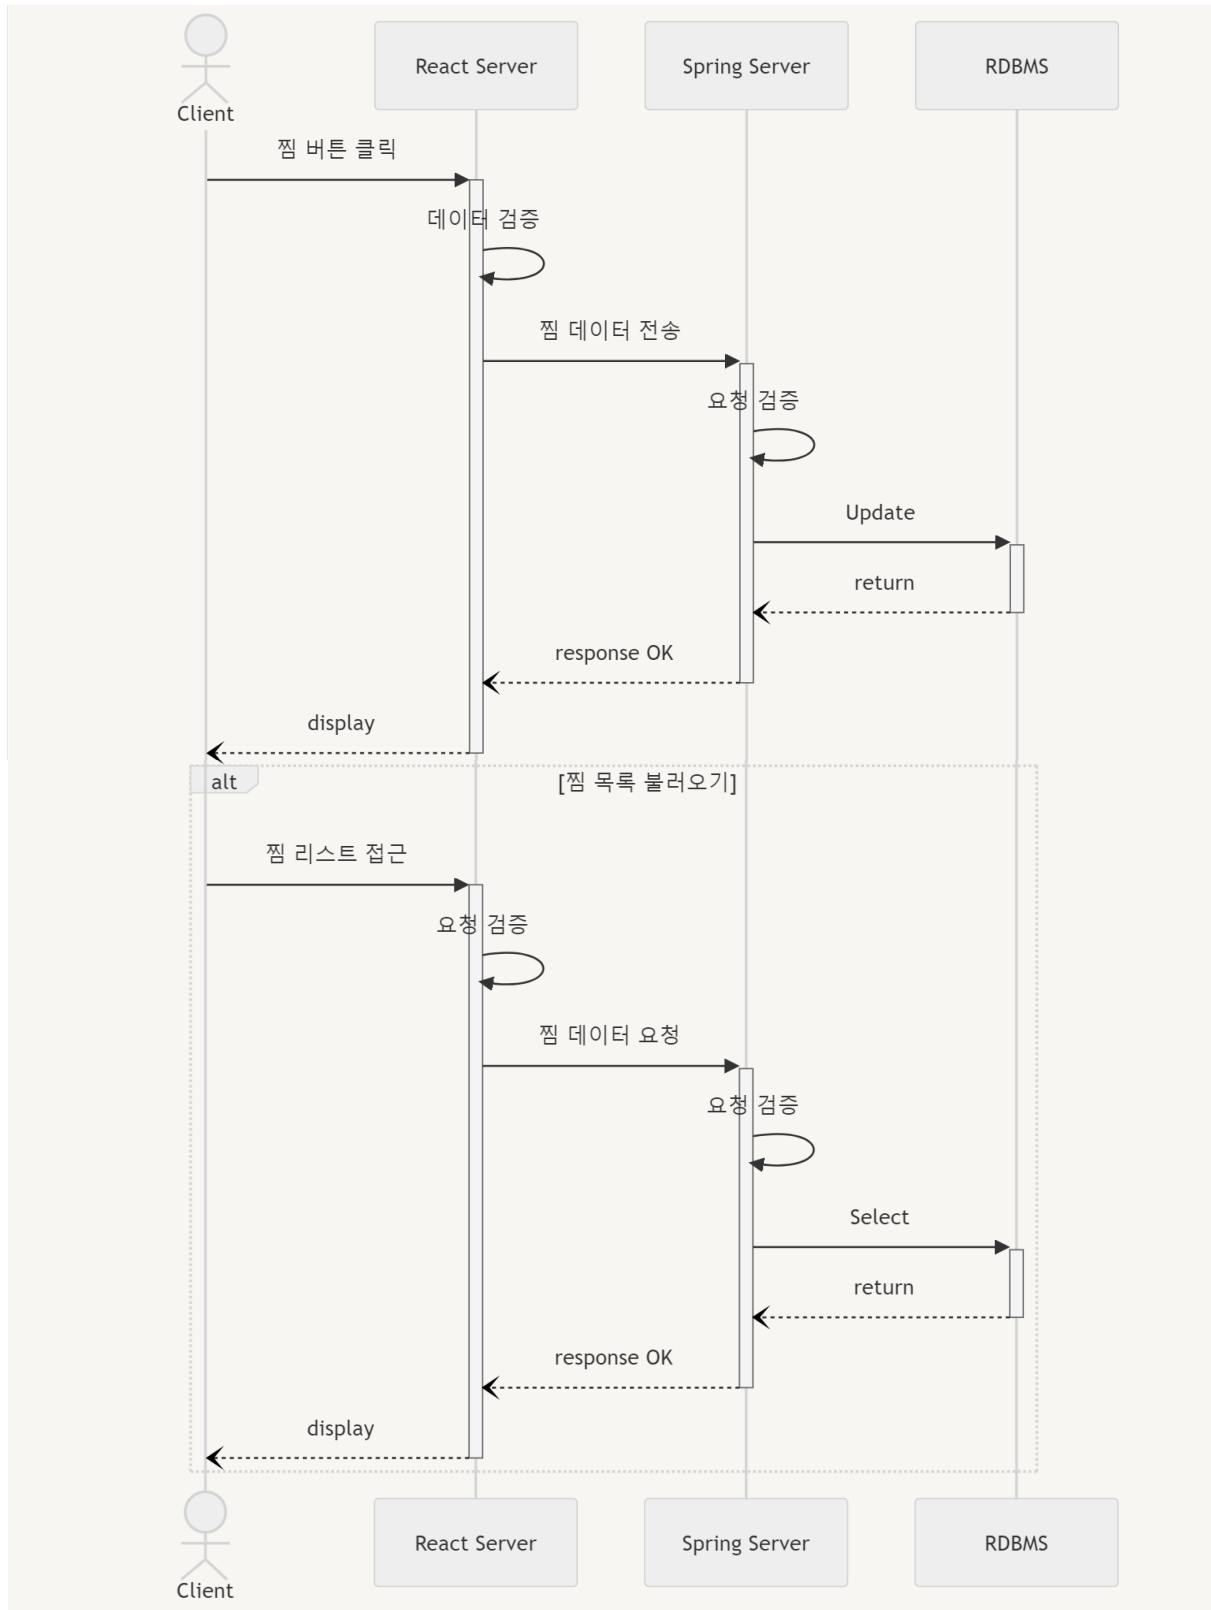 Client
React Server
Spring Server
RDBMS
찜 버튼 클릭
데이터 검증
찜 데이터 전송
요청 검증
Update
return
response OK
display
alt
[찜 목록 불러오기]
찜 리스트 접근
요청 검증
찜 데이터 요청
요청 검증
Select
return
response OK
display
Client
React Server
Spring Server
RDBMS